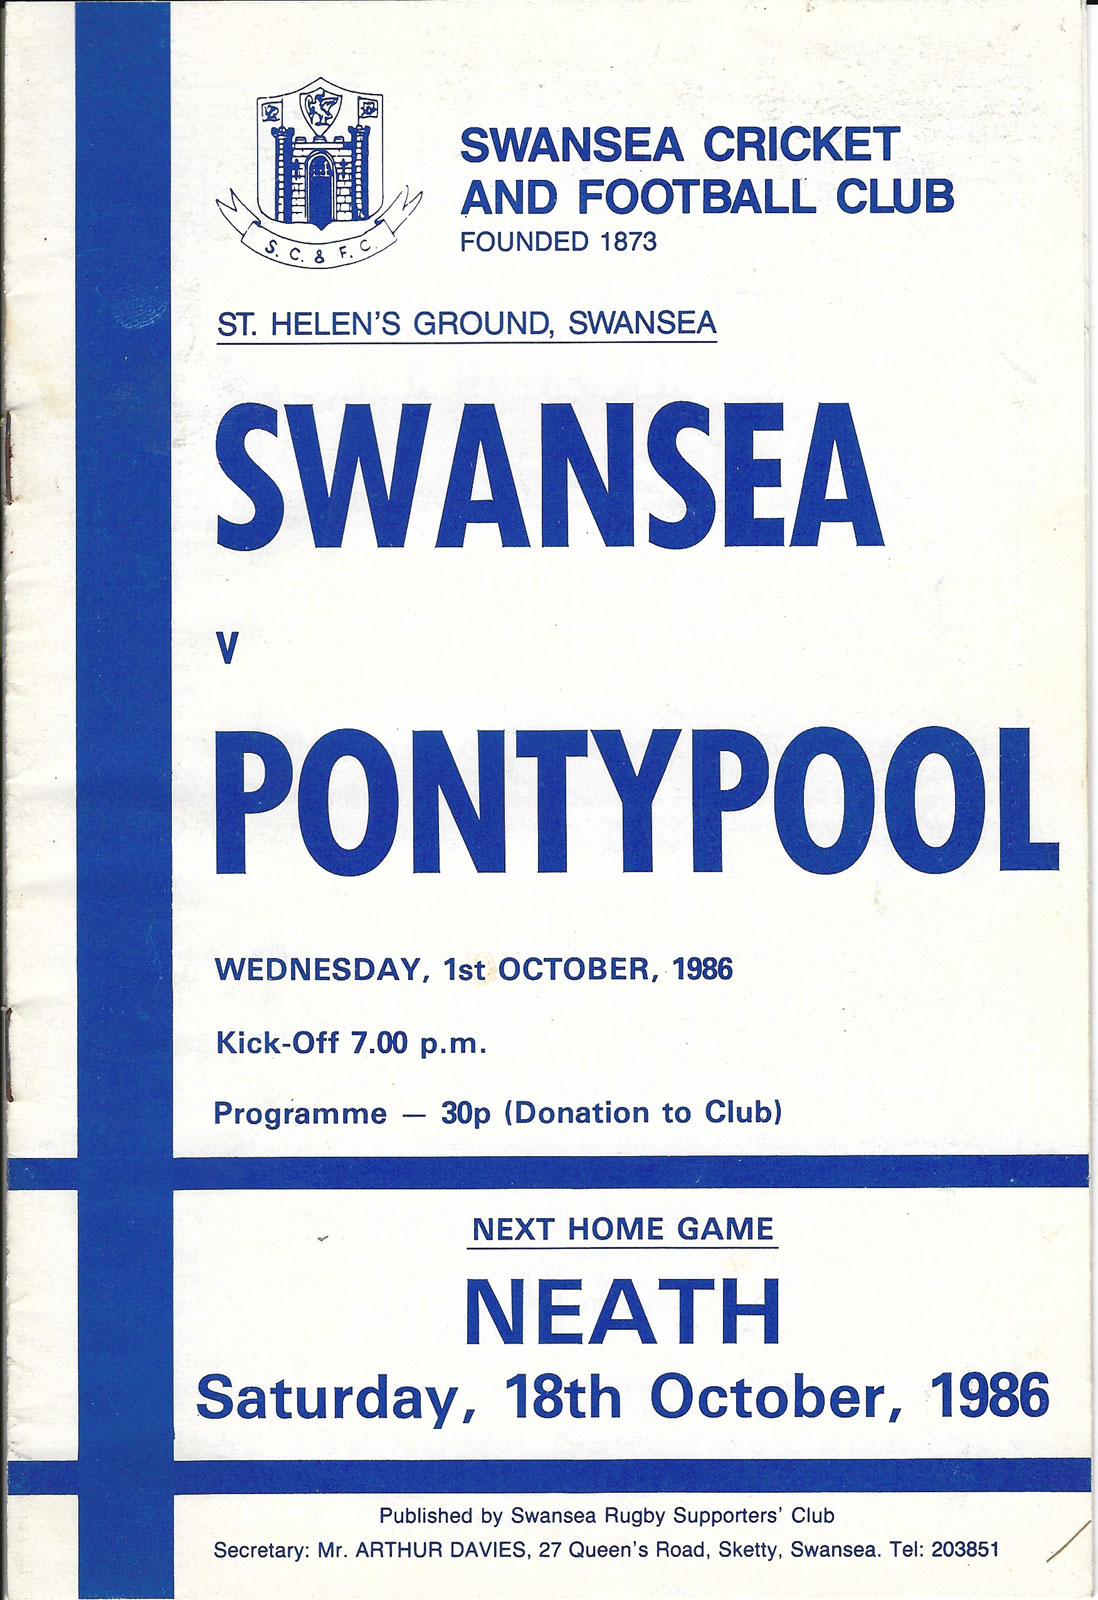 S. C. & F. C.
SWANSEA CRICKET
AND FOOTBALL CLUB
FOUNDED 1873
ST. HELEN'S GROUND, SWANSEA
SWANSEA
v
PONTYPOOL
WEDNESDAY, 1st OCTOBER, 1986
Kick-Off 7.00 p.m.
Programme — 30p (Donation to Club)
NEXT HOME GAME
NEATH
Saturday, 18th October, 1986
Published by Swansea Rugby Supporters' Club
Secretary: Mr. ARTHUR DAVIES, 27 Queen's Road, Sketty, Swansea. Tel: 203851